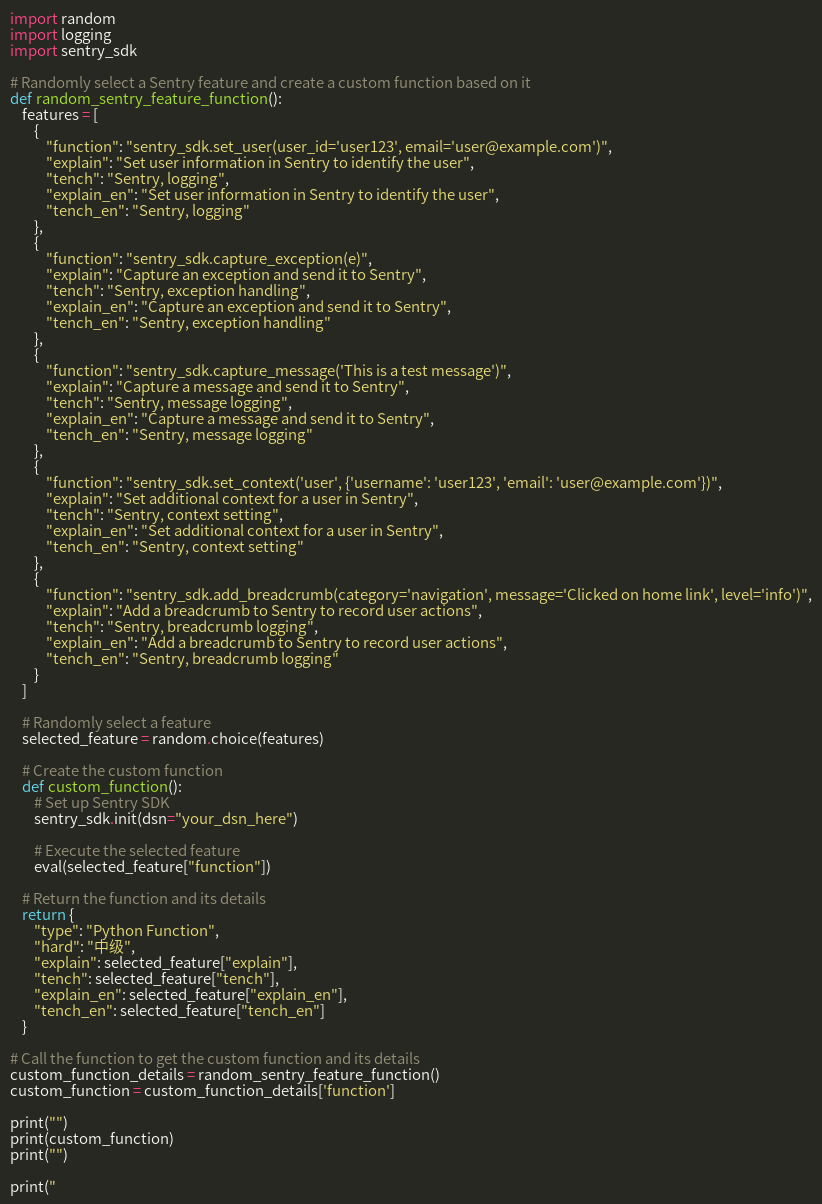 import random
import logging
import sentry_sdk

# Randomly select a Sentry feature and create a custom function based on it
def random_sentry_feature_function():
    features = [
        {
            "function": "sentry_sdk.set_user(user_id='user123', email='user@example.com')",
            "explain": "Set user information in Sentry to identify the user",
            "tench": "Sentry, logging",
            "explain_en": "Set user information in Sentry to identify the user",
            "tench_en": "Sentry, logging"
        },
        {
            "function": "sentry_sdk.capture_exception(e)",
            "explain": "Capture an exception and send it to Sentry",
            "tench": "Sentry, exception handling",
            "explain_en": "Capture an exception and send it to Sentry",
            "tench_en": "Sentry, exception handling"
        },
        {
            "function": "sentry_sdk.capture_message('This is a test message')",
            "explain": "Capture a message and send it to Sentry",
            "tench": "Sentry, message logging",
            "explain_en": "Capture a message and send it to Sentry",
            "tench_en": "Sentry, message logging"
        },
        {
            "function": "sentry_sdk.set_context('user', {'username': 'user123', 'email': 'user@example.com'})",
            "explain": "Set additional context for a user in Sentry",
            "tench": "Sentry, context setting",
            "explain_en": "Set additional context for a user in Sentry",
            "tench_en": "Sentry, context setting"
        },
        {
            "function": "sentry_sdk.add_breadcrumb(category='navigation', message='Clicked on home link', level='info')",
            "explain": "Add a breadcrumb to Sentry to record user actions",
            "tench": "Sentry, breadcrumb logging",
            "explain_en": "Add a breadcrumb to Sentry to record user actions",
            "tench_en": "Sentry, breadcrumb logging"
        }
    ]

    # Randomly select a feature
    selected_feature = random.choice(features)

    # Create the custom function
    def custom_function():
        # Set up Sentry SDK
        sentry_sdk.init(dsn="your_dsn_here")

        # Execute the selected feature
        eval(selected_feature["function"])

    # Return the function and its details
    return {
        "type": "Python Function",
        "hard": "中级",
        "explain": selected_feature["explain"],
        "tench": selected_feature["tench"],
        "explain_en": selected_feature["explain_en"],
        "tench_en": selected_feature["tench_en"]
    }

# Call the function to get the custom function and its details
custom_function_details = random_sentry_feature_function()
custom_function = custom_function_details['function']

print("")
print(custom_function)
print("")

print("